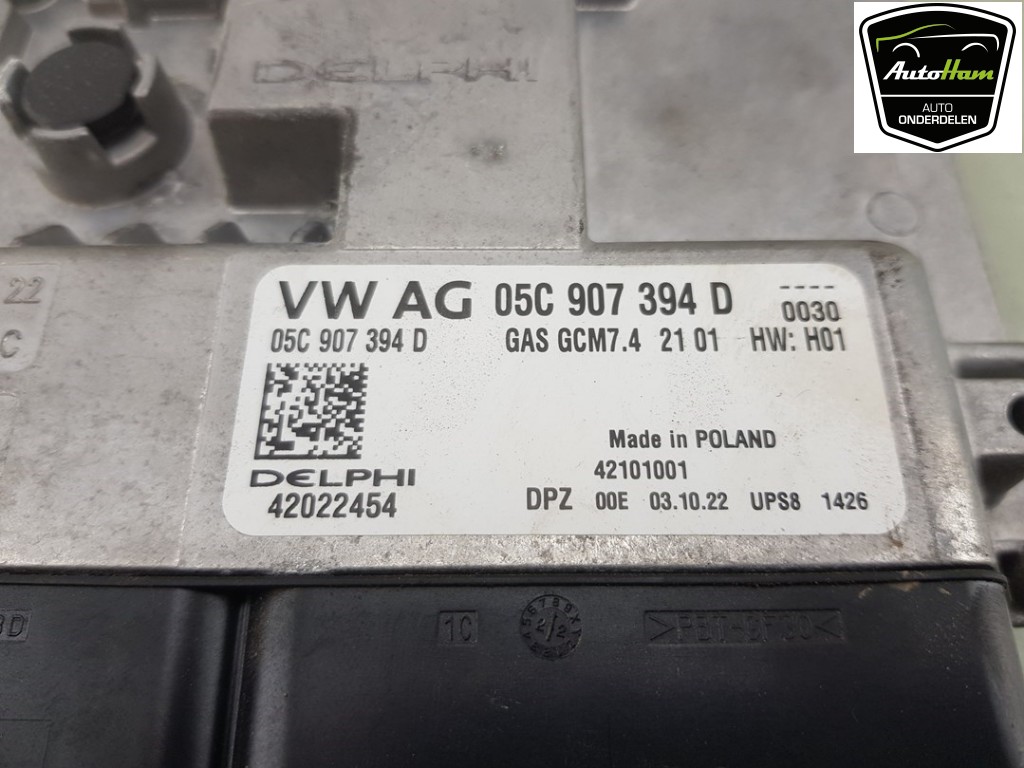 DELPHI
AutoHam
AUTO
ONDERDELEN
22
C
VW AG 05C 907 394 D ----
0030
05C 907 394 D GAS GCM7.4 21 01 HW: H01
Made in POLAND
DELPHI 42101001
42022454 DPZ 00E 03.10.22 UPS8 1426
1C